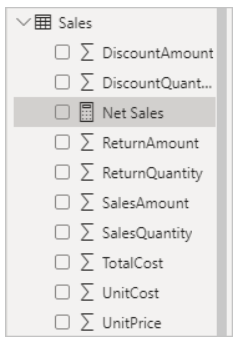 Sales
DiscountAmount
DiscountQuant...
Net Sales
ReturnAmount
ReturnQuantity
SalesAmount
SalesQuantity
TotalCost
UnitCost
UnitPrice